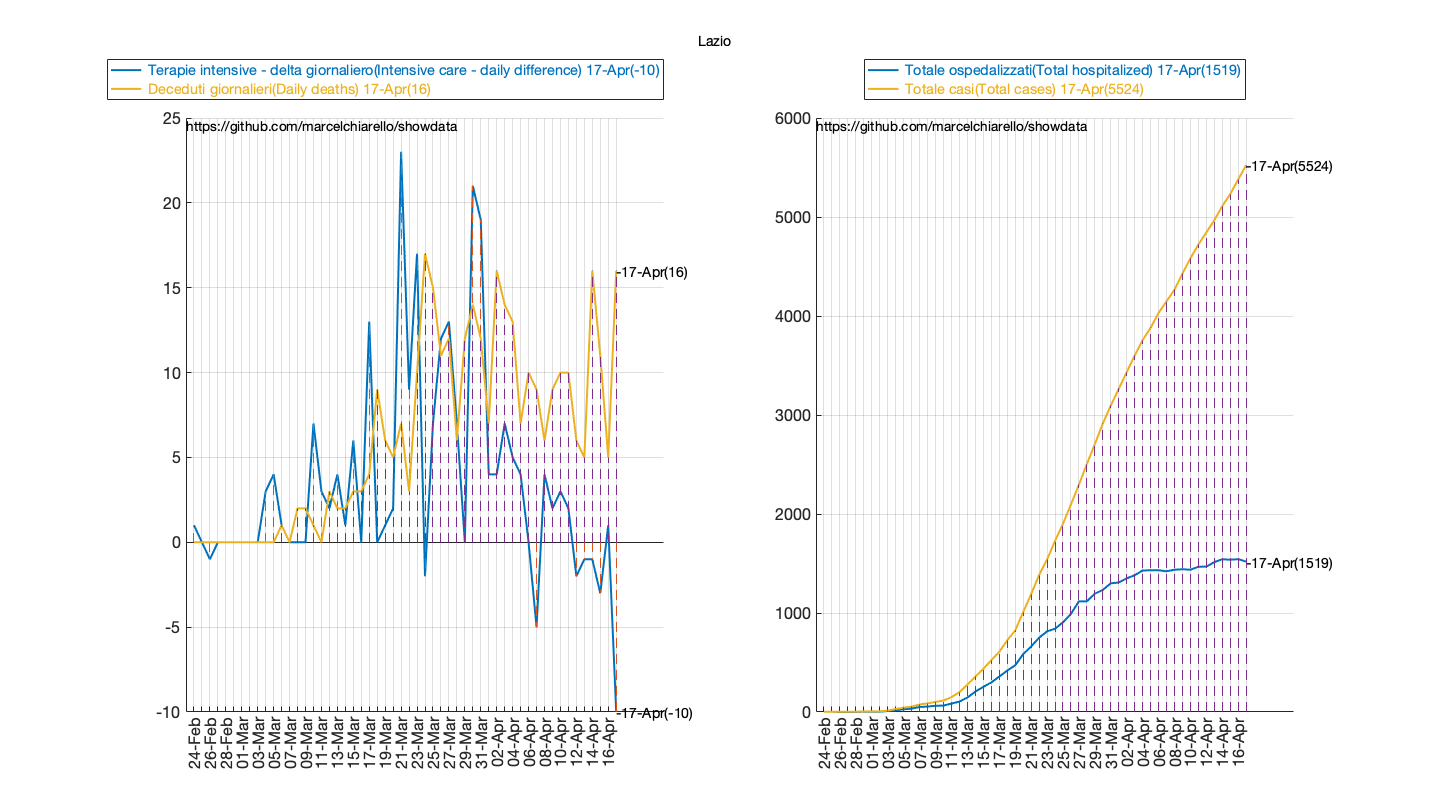 Lazio
Terapie intensive - delta giornaliero(Intensive care - daily difference) 17-Apr(-10)
Deceduti giornalieri(Daily deaths) 17-Apr(16)
Totale ospedalizzati(Total hospitalized) 17-Apr(1519)
Totale casi(Total cases) 17-Apr(5524)
https://github.com/marcelchiarello/showdata
25
20
15
10
5
0
-5
-10
-17-Apr(16)
-17-Apr(-10)
24-Feb
26-Feb
28-Feb
01-Mar
03-Mar
05-Mar
07-Mar
09-Mar
11-Mar
13-Mar
15-Mar
17-Mar
19-Mar
21-Mar
23-Mar
25-Mar
27-Mar
29-Mar
31-Mar
02-Apr
04-Apr
06-Apr
08-Apr
10-Apr
12-Apr
14-Apr
16-Apr
https://github.com/marcelchiarello/showdata
6000
5000
4000
3000
2000
1000
0
-17-Apr(5524)
-17-Apr(1519)
24-Feb
26-Feb
28-Feb
01-Mar
03-Mar
05-Mar
07-Mar
09-Mar
11-Mar
13-Mar
15-Mar
17-Mar
19-Mar
21-Mar
23-Mar
25-Mar
27-Mar
29-Mar
31-Mar
02-Apr
04-Apr
06-Apr
08-Apr
10-Apr
12-Apr
14-Apr
16-Apr